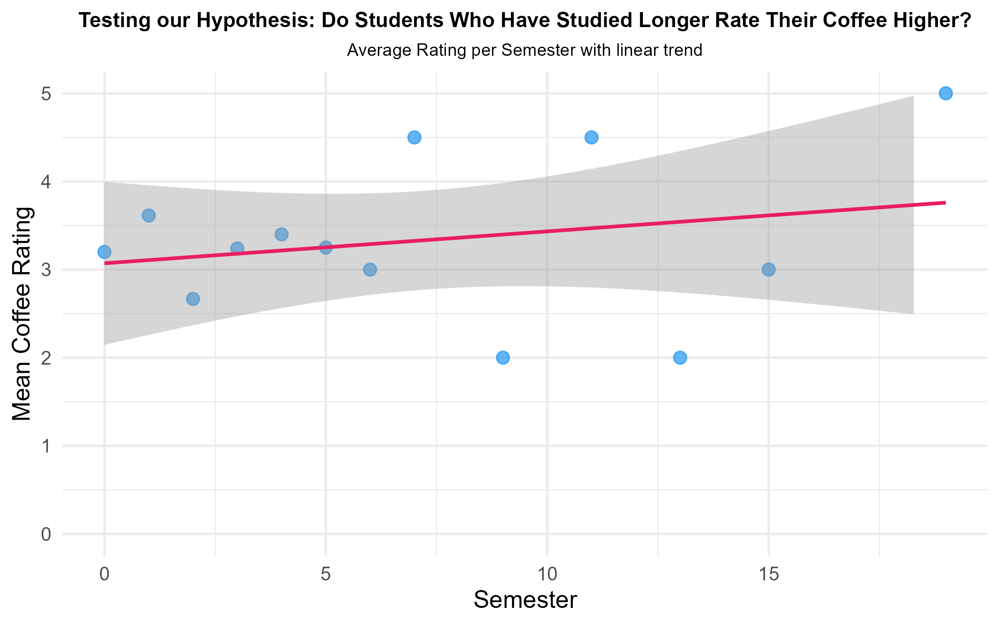 Testing our Hypothesis: Do Students Who Have Studied Longer Rate Their Coffee Higher?
Average Rating per Semester with linear trend
Mean Coffee Rating
5
4
3
2
1
0
0 5 10 15
Semester